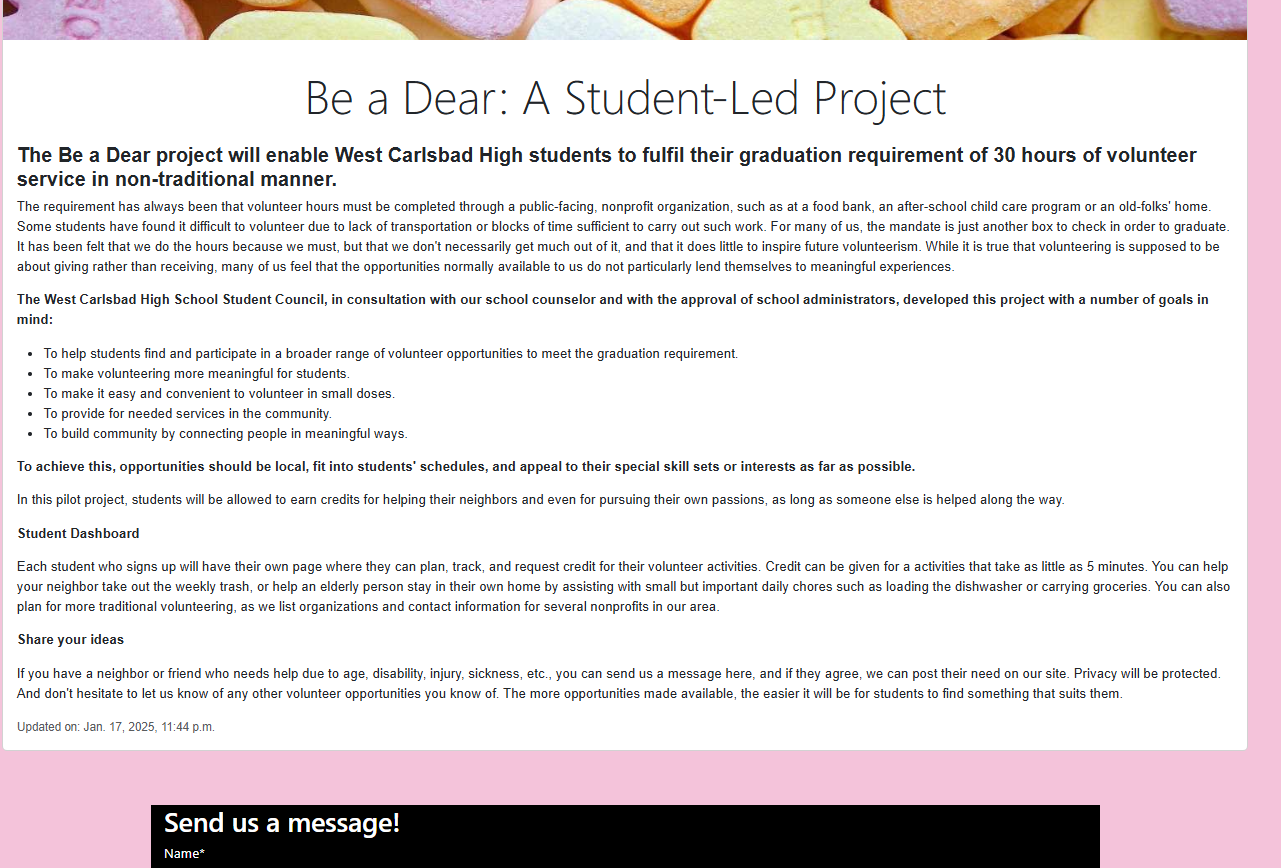 Be a Dear: A Student-Led Project
The Be a Dear project will enable West Carlsbad High students to fulfil their graduation requirement of 30 hours of volunteer
service in non-traditional manner.
The requirement has always been that volunteer hours must be completed through a public-facing, nonprofit organization, such as at a food bank, an after-school child care program or an old-folks' home.
Some students have found it difficult to volunteer due to lack of transportation or blocks of time sufficient to carry out such work. For many of us, the mandate is just another box to check in order to graduate.
It has been felt that we do the hours because we must, but that we don't necessarily get much out of it, and that it does little to inspire future volunteerism. While it is true that volunteering is supposed to be
about giving rather than receiving, many of us feel that the opportunities normally available to us do not particularly lend themselves to meaningful experiences.
The West Carlsbad High School Student Council, in consultation with our school counselor and with the approval of school administrators, developed this project with a number of goals in
mind:
• To help students find and participate in a broader range of volunteer opportunities to meet the graduation requirement.
• To make volunteering more meaningful for students.
• To make it easy and convenient to volunteer in small doses.
• To provide for needed services in the community.
• To build community by connecting people in meaningful ways.
To achieve this, opportunities should be local, fit into students' schedules, and appeal to their special skill sets or interests as far as possible.
In this pilot project, students will be allowed to earn credits for helping their neighbors and even for pursuing their own passions, as long as someone else is helped along the way.
Student Dashboard
Each student who signs up will have their own page where they can plan, track, and request credit for their volunteer activities. Credit can be given for a activities that take as little as 5 minutes. You can help
your neighbor take out the weekly trash, or help an elderly person stay in their own home by assisting with small but important daily chores such as loading the dishwasher or carrying groceries. You can also
plan for more traditional volunteering, as we list organizations and contact information for several nonprofits in our area.
Share your ideas
If you have a neighbor or friend who needs help due to age, disability, injury, sickness, etc., you can send us a message here, and if they agree, we can post their need on our site. Privacy will be protected.
And don't hesitate to let us know of any other volunteer opportunities you know of. The more opportunities made available, the easier it will be for students to find something that suits them.
Updated on: Jan. 17, 2025, 11:44 p.m.
Send us a message!
Name*